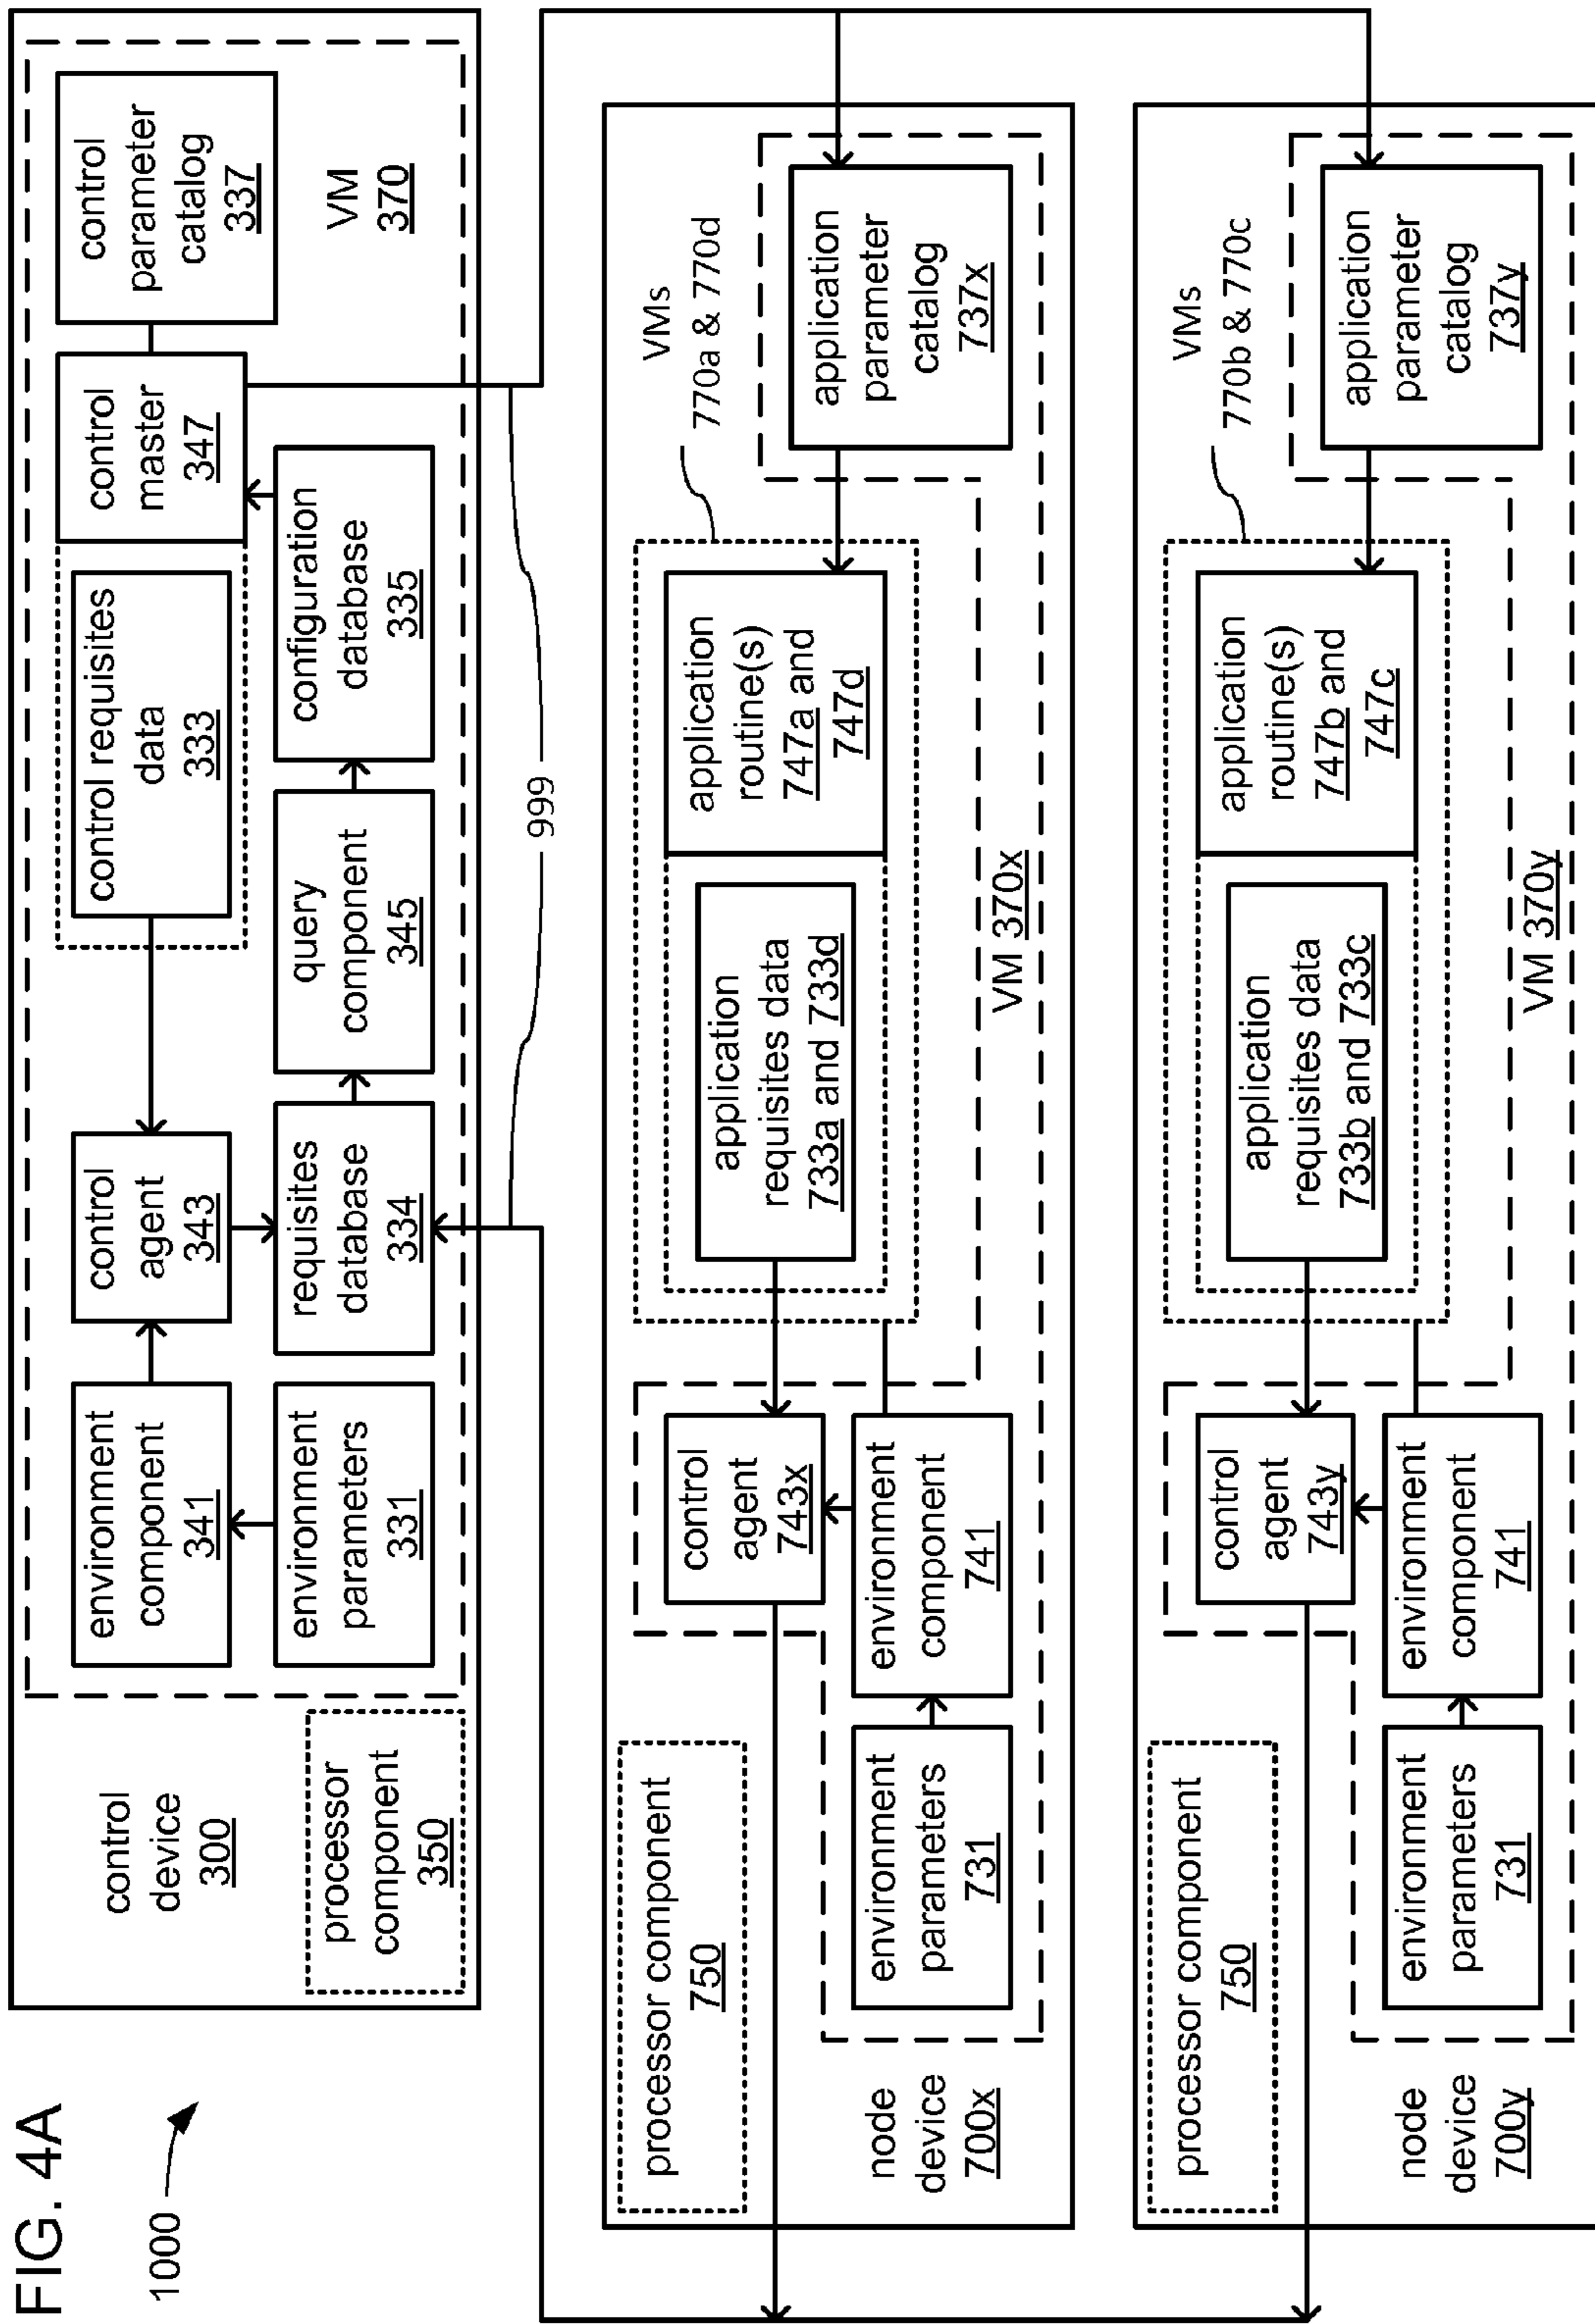 FIG. 4A
1000
control
device
300
processor
component
350
environment
component
341
environment
parameters
331
control
agent
343
requisites
database
334
control requisites
data
333
query
component
345
configuration
database
335
control
master
347
control
parameter
catalog
337
VM
370
999
processor component
750
node
device
700x
environment
parameters
731
environment
component
741
control
agent
743x
application
requisites data
733a and 733d
application
routine(s)
747a and
747d
VMs
770a & 770d
application
parameter
catalog
737x
VM 370x
processor component
750
node
device
700y
environment
parameters
731
environment
component
741
control
agent
743y
application
requisites data
733b and 733c
application
routine(s)
747b and
747c
VMs
770b & 770c
application
parameter
catalog
737y
VM 370y